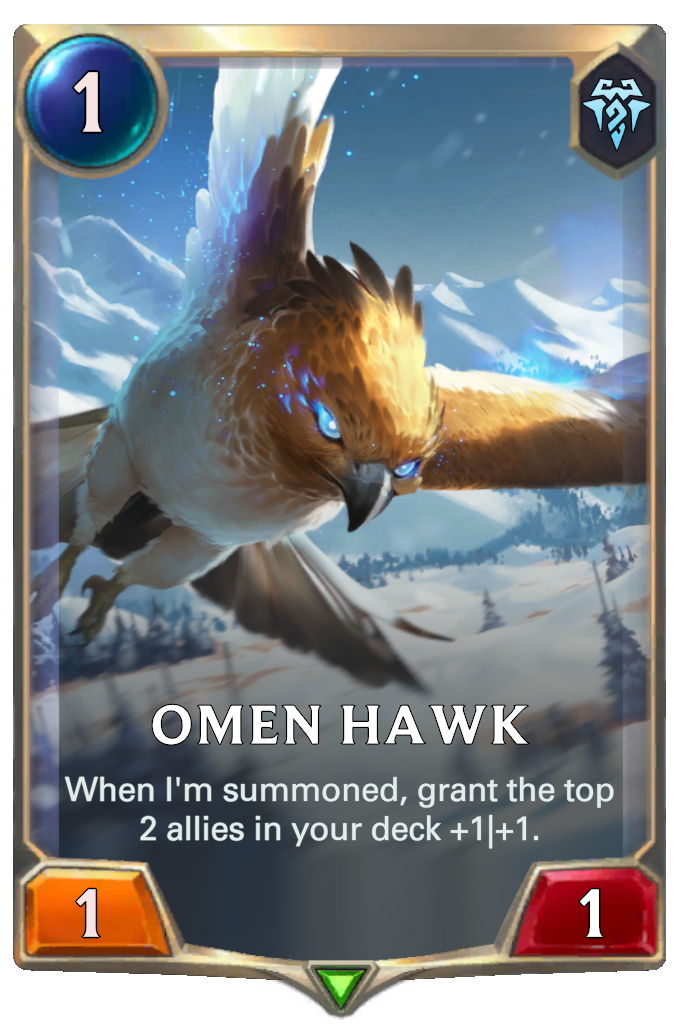 1
OMEN HAWK
When I'm summoned, grant the top
2 allies in your deck +1|+1.
1
1